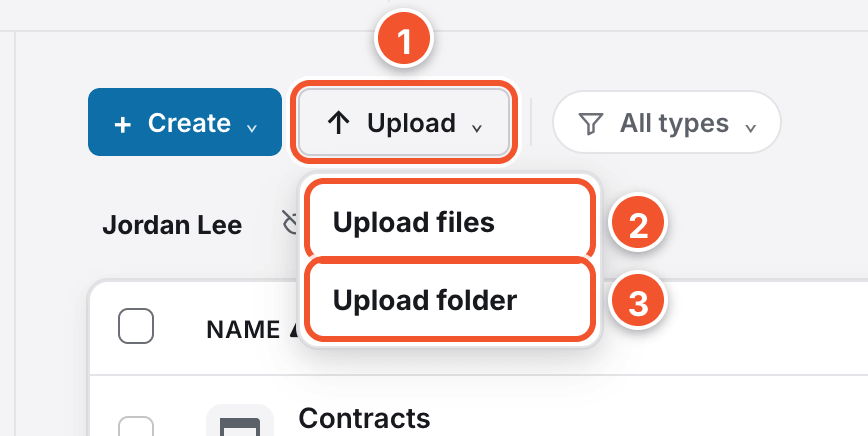 1
+ Create
Upload
All types
Jordan Lee
Upload files
2
Upload folder
3
NAME
Contracts